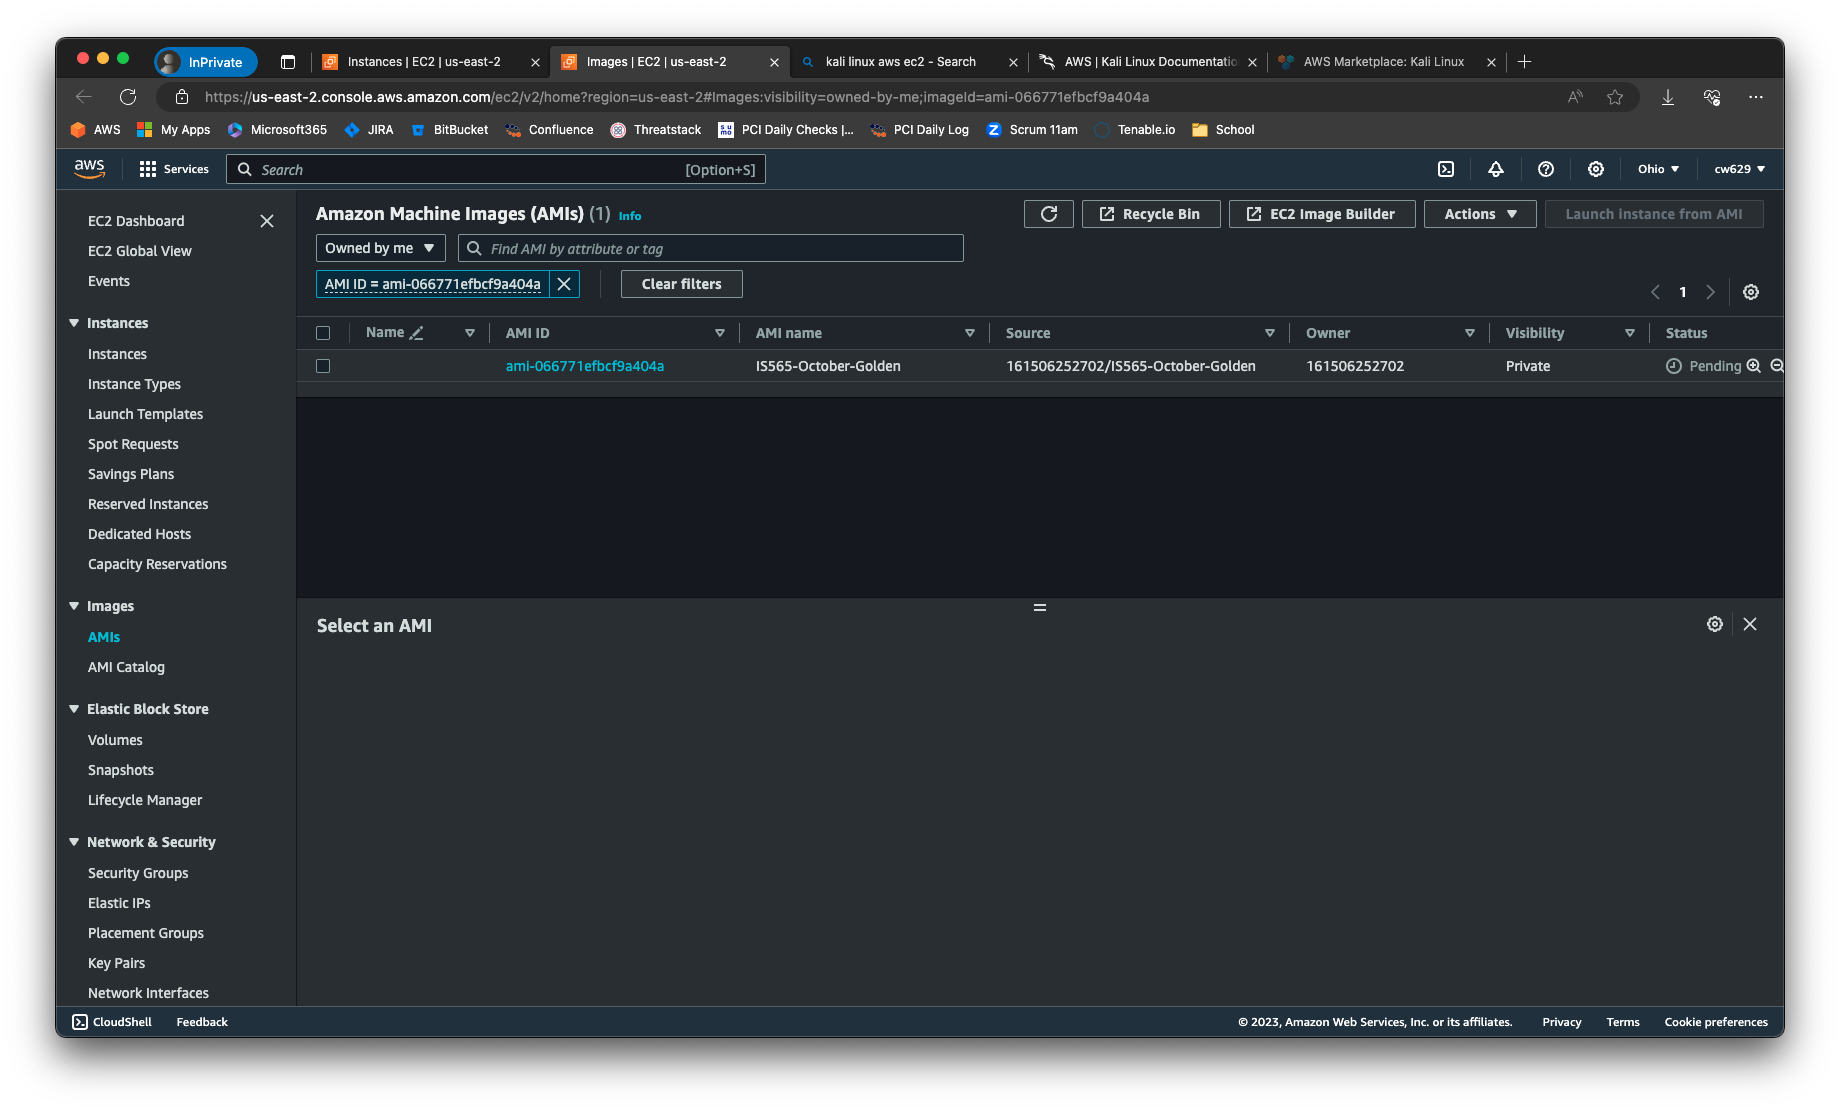 InPrivate
Instances | EC2 | us-east-2
Images | EC2 | us-east-2
kali linux aws ec2 - Search
AWS | Kali Linux Documentatio
AWS Marketplace: Kali Linux
https://us-east-2.console.aws.amazon.com/ec2/v2/home?region=us-east-2#Images:visibility=owned-by-me;imageId=ami-066771efbcf9a404a
AWS
My Apps
Microsoft365
JIRA
BitBucket
Confluence
Threatstack
PCI Daily Checks |...
PCI Daily Log
Scrum 11am
Tenable.io
School
aws
Services
Search
[Option+S]
Ohio
cw629
EC2 Dashboard
EC2 Global View
Events
Instances
Instances
Instance Types
Launch Templates
Spot Requests
Savings Plans
Reserved Instances
Dedicated Hosts
Capacity Reservations
Images
AMIs
AMI Catalog
Elastic Block Store
Volumes
Snapshots
Lifecycle Manager
Network & Security
Security Groups
Elastic IPs
Placement Groups
Key Pairs
Network Interfaces
Amazon Machine Images (AMIs) (1) Info
Recycle Bin
EC2 Image Builder
Actions
Launch instance from AMI
Owned by me
Find AMI by attribute or tag
AMI ID = ami-066771efbcf9a404a
Clear filters
1
Name
AMI ID
AMI name
Source
Owner
Visibility
Status
ami-066771efbcf9a404a
IS565-October-Golden
161506252702/IS565-October-Golden
161506252702
Private
Pending
Select an AMI
CloudShell
Feedback
© 2023, Amazon Web Services, Inc. or its affiliates.
Privacy
Terms
Cookie preferences